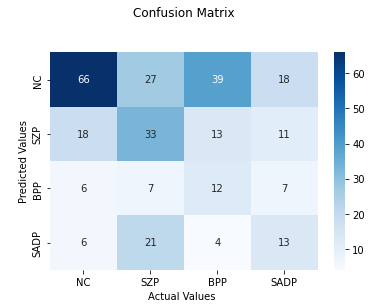 Confusion Matrix
NC 66 27 39 18
SZP 18 33 13 11
BPP 6 7 12 7
SADP 6 21 4 13
NC SZP BPP SADP
Actual Values
Predicted Values
60
50
40
30
20
10